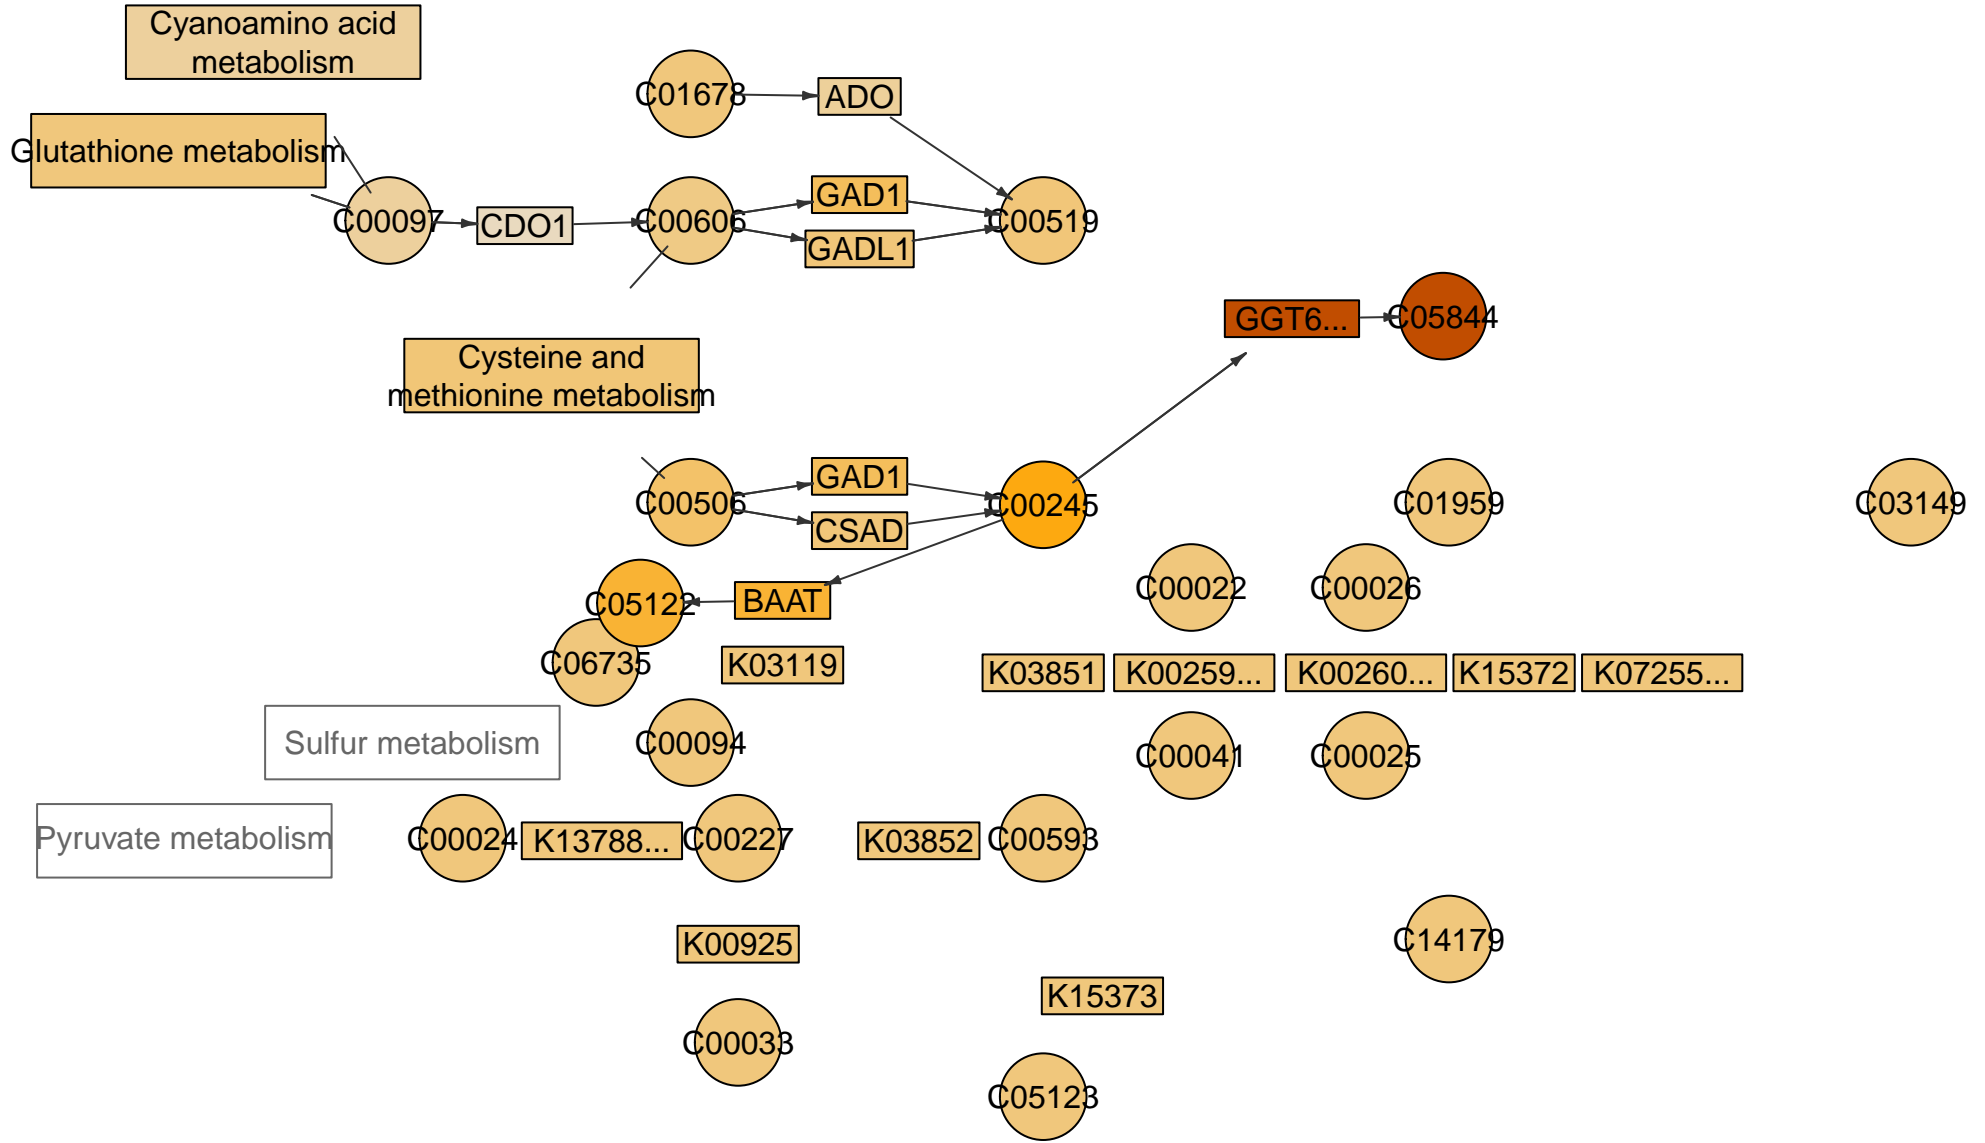 Cyanoamino acid
metabolism
C01678
ADO
Glutathione metabolism
C00097
CDO1
C00606
GAD1
GADL1
C00519
GGT6...
C05844
Cysteine and
methionine metabolism
C00506
GAD1
CSAD
C00245
C01959
C03149
C05122
BAAT
C00022
C00026
C06735
K03119
K03851
K00259...
K00260...
K15372
K07255...
Sulfur metabolism
C00094
C00041
C00025
Pyruvate metabolism
C00024
K13788...
C00227
K03852
C00593
K00925
C14179
K15373
C00033
C05123